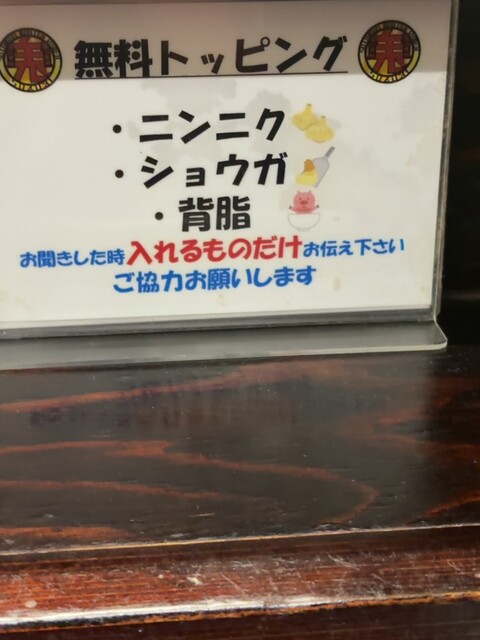 無料トッピング
・ニンニク
・ショウガ
・背脂
お聞きした時入れるものだけお伝え下さい
ご協力お願いします